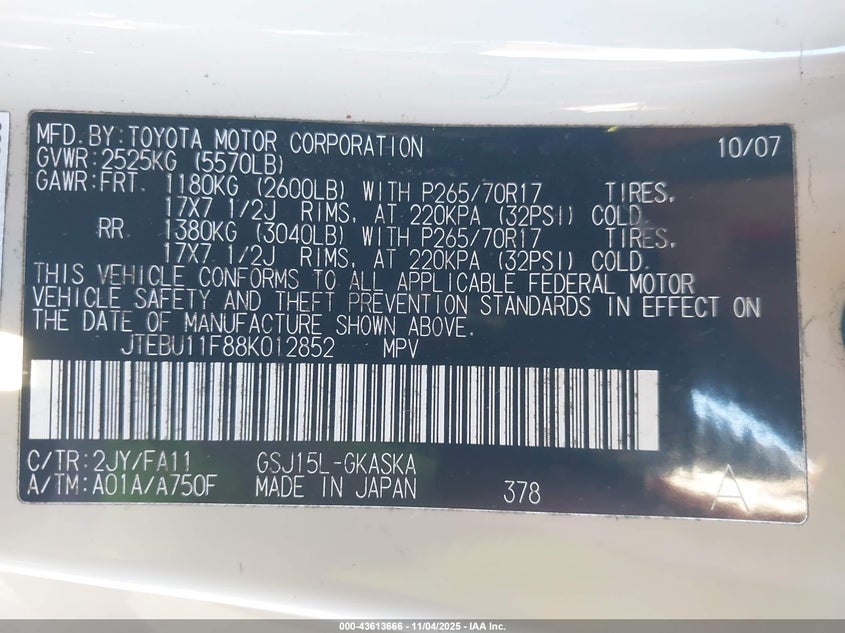 MFD.BY:TOYOTA MOTOR CORPORATION 10/07
GVWR:2525KG (5570LB)
GAWR:FRT. 1180KG (2600LB) WITH P265/70R17 TIRES,
17X7 1/2J RIMS, AT 220KPA (32PSI) COLD.
RR. 1380KG (3040LB) WITH P265/70R17 TIRES,
17X7 1/2J RIMS, AT 220KPA (32PSI) COLD.
THIS VEHICLE CONFORMS TO ALL APPLICABLE FEDERAL MOTOR
VEHICLE SAFETY AND THEFT PREVENTION STANDARDS IN EFFECT ON
THE DATE OF MANUFACTURE SHOWN ABOVE.
JTEBU11F88K012852 MPV
C/TR:2JY/FA11 GSJ15L-GKASKA
A/TM:A01A/A750F MADE IN JAPAN 378 A
000-43613666 - 11/04/2025 - IAA Inc.